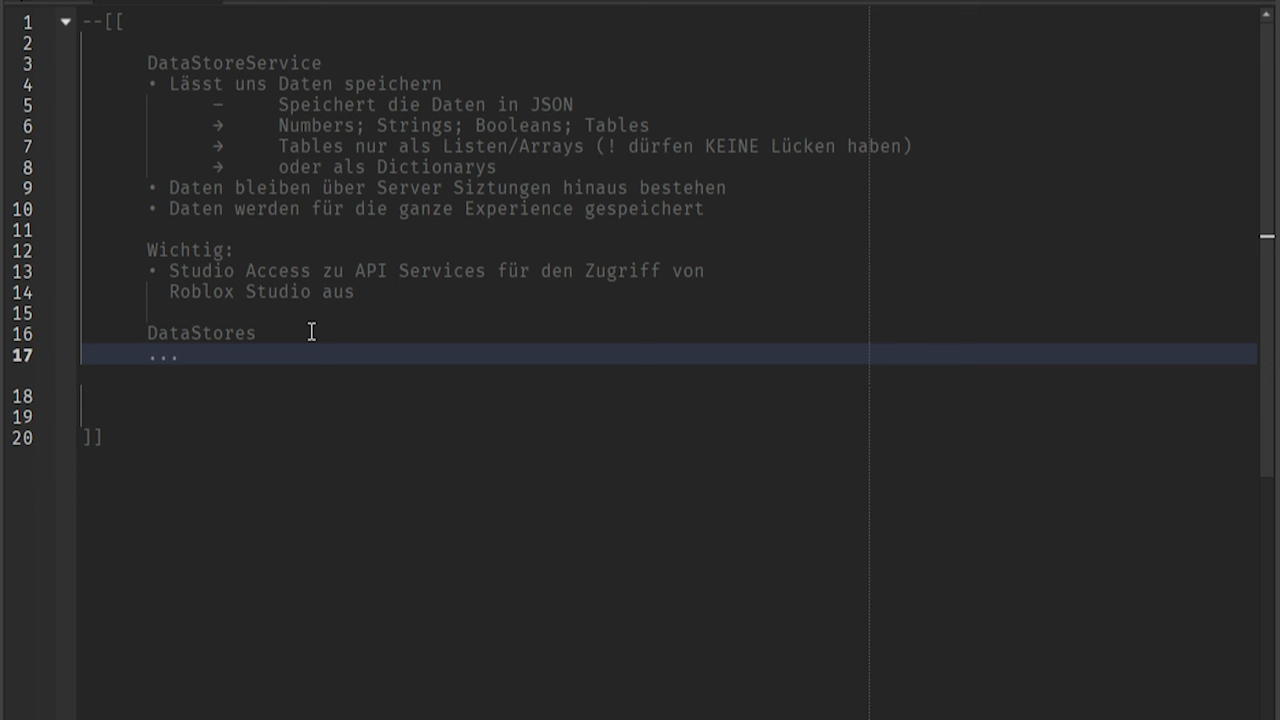 1 --[[
2
3 DataStoreService
4 • Lässt uns Daten speichern
5 - Speichert die Daten in JSON
6 → Numbers; Strings; Booleans; Tables
7 → Tables nur als Listen/Arrays (! dürfen KEINE Lücken haben)
8 → oder als Dictionarys
9 • Daten bleiben über Server Siztungen hinaus bestehen
10 • Daten werden für die ganze Experience gespeichert
11
12 Wichtig:
13 • Studio Access zu API Services für den Zugriff von
14 Roblox Studio aus
15
16 DataStores
17 ...
18
19
20 ]]